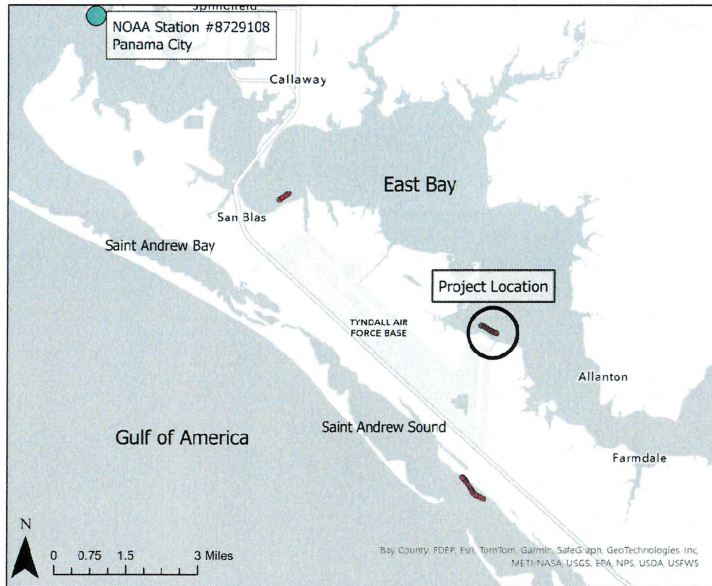 Springfield
NOAA Station #8729108
Panama City
Callaway
East Bay
San Blas
Saint Andrew Bay
Project Location
TYNDALL AIR
FORCE BASE
Allanton
Gulf of America
Saint Andrew Sound
Farmdale
N
0 0.75 1.5 3 Miles
Bay County, FDEP, Esri, TomTom, Garmin, SafeGraph, GeoTechnologies, Inc,
METI/NASA, USGS, EPA, NPS, USDA, USFWS